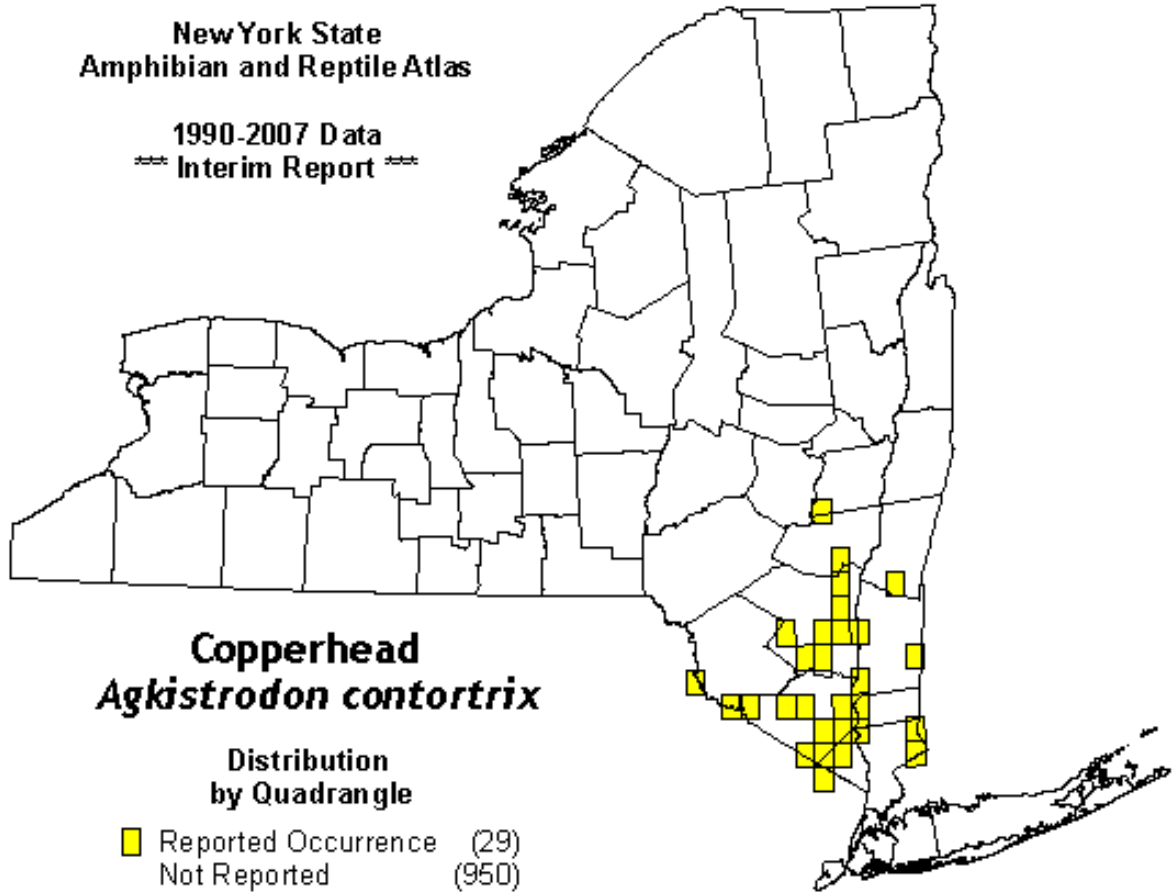 New York State
Amphibian and Reptile Atlas
1990-2007 Data
*** Interim Report ***
Copperhead
Agkistrodon contortrix
Distribution
by Quadrangle
Reported Occurrence (29)
Not Reported (950)